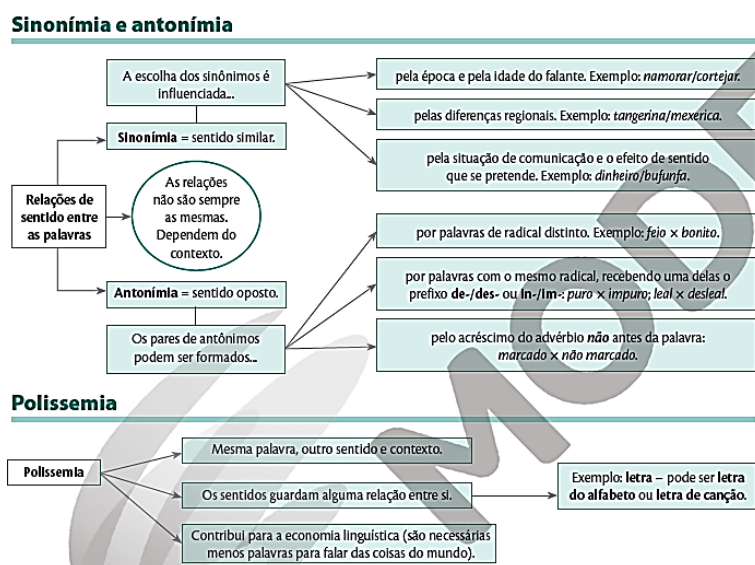 Sinonímia e antonímia
A escolha dos sinônimos é
influenciada...
pela época e pela idade do falante. Exemplo: namorar/cortejar.
pelas diferenças regionais. Exemplo: tangerina/mexerica.
pela situação de comunicação e o efeito de sentido
que se pretende. Exemplo: dinheiro/bufunfa.
Sinonímia = sentido similar.
Relações de
sentido entre
as palavras
As relações
não são sempre
as mesmas.
Dependem do
contexto.
Antonímia = sentido oposto.
Os pares de antônimos
podem ser formados...
por palavras de radical distinto. Exemplo: feio × bonito.
por palavras com o mesmo radical, recebendo uma delas o
prefixo de-/des- ou in-/im-: puro × impuro; leal × desleal.
pelo acréscimo do advérbio não antes da palavra:
marcado × não marcado.
Polissemia
Polissemia
Mesma palavra, outro sentido e contexto.
Os sentidos guardam alguma relação entre si.
Exemplo: letra – pode ser letra
do alfabeto ou letra de canção.
Contribui para a economia linguística (são necessárias
menos palavras para falar das coisas do mundo).
MODE